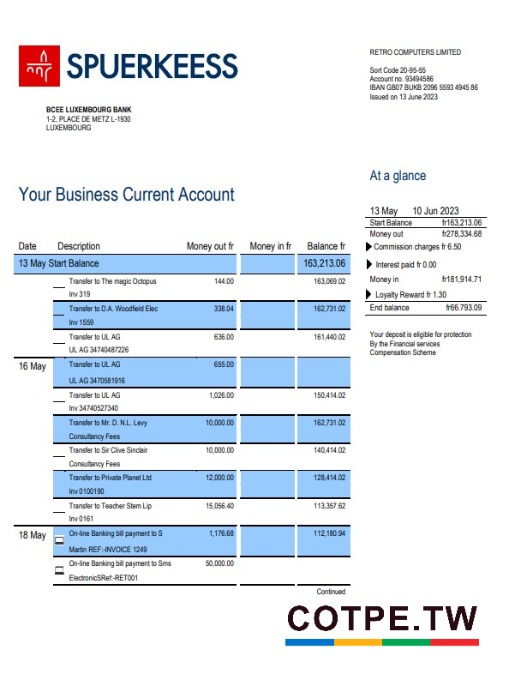 SPUERKEESS
RETRO COMPUTERS LIMITED
Sort Code 20-95-55
Account no. 93494586
IBAN GB07 BUKB 2096 5593 4945 86
Issued on 13 June 2023
BCEE LUXEMBOURG BANK
1-2, PLACE DE METZ L-1930
LUXEMBOURG
At a glance
Your Business Current Account
13 May 10 Jun 2023
Start Balance fr163,213.06
Money out fr278,334.68
Commission charges fr 6.50
Interest paid fr 0.00
Money in fr181,914.71
Loyalty Reward fr 1.30
End balance fr66.793.09
Your deposit is eligible for protection
By the Financial services
Compensation Scheme
Date Description Money out fr Money in fr Balance fr
13 May Start Balance 163,213.06
Transfer to The magic Octopus 144.00 163,069.02
Inv 319
Transfer to D.A. Woodfield Elec 338.04 162,731.02
Inv 1559
Transfer to UL AG 636.00 161,440.02
UL AG 34740487226
16 May Transfer to UL AG 655.00
UL AG 3470581916
Transfer to UL AG 1,026.00 150,414.02
Inv 34740527340
Transfer to Mr. D. N.L. Levy 10,000.00 162,731.02
Consultancy Fees
Transfer to Sir Clive Sinclair 10,000.00 140,414.02
Consultancy Fees
Transfer to Private Planet Ltd 12,000.00 128,414.02
Inv 0100190
Transfer to Teacher Stem Lip 15,056.40 113,357.62
Inv 0161
18 May On-line Banking bill payment to S 1,176.68 112,180.94
Martin REF:-INVOICE 1249
On-line Banking bill payment to Sms 50,000.00
ElectronicSRef:-RET001
Continued
COTPE.TW